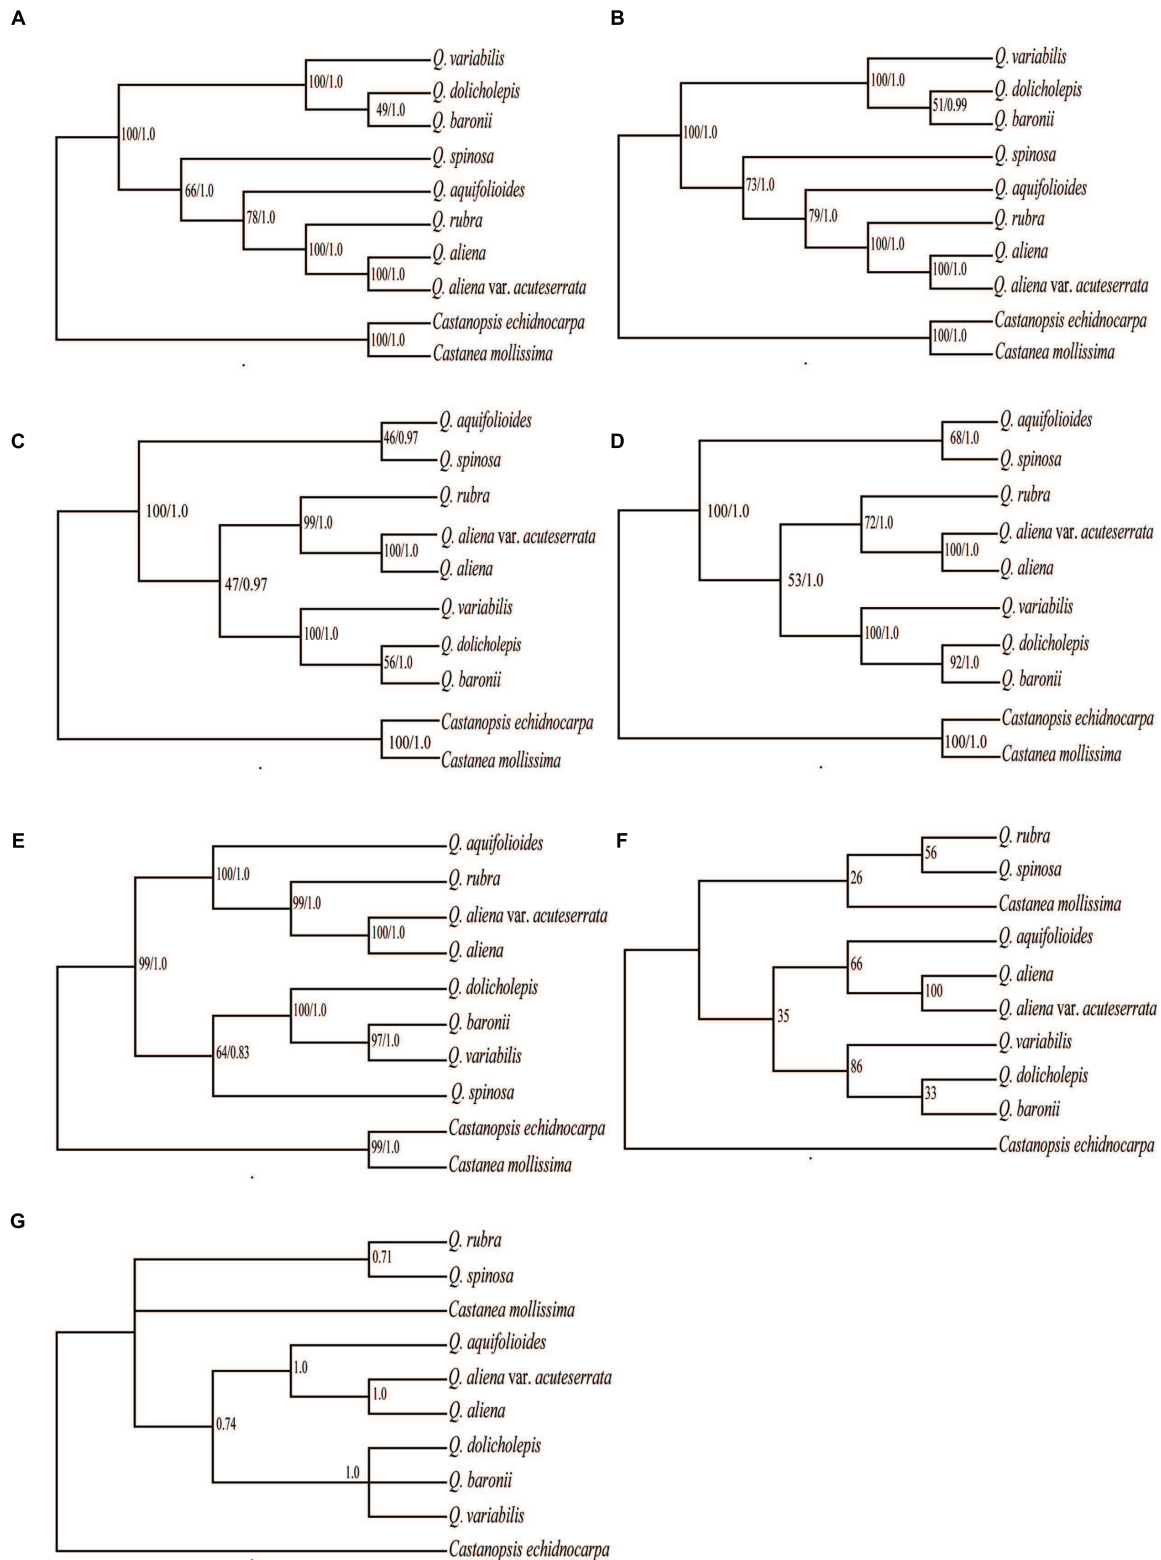 A
Q. variabilis
100/1.0
Q. dolicholepis
49/1.0
Q. baronii
100/1.0
Q. spinosa
66/1.0
Q. aquifolioides
78/1.0
Q. rubra
100/1.0
Q. aliena
100/1.0
Q. aliena var. acuteserrata
Castanopsis echidnocarpa
100/1.0
Castanea mollissima
B
Q. variabilis
100/1.0
Q. dolicholepis
51/0.99
Q. baronii
100/1.0
Q. spinosa
73/1.0
Q. aquifolioides
79/1.0
Q. rubra
100/1.0
Q. aliena
100/1.0
Q. aliena var. acuteserrata
Castanopsis echidnocarpa
100/1.0
Castanea mollissima
C
Q. aquifolioides
46/0.97
Q. spinosa
100/1.0
Q. rubra
99/1.0
Q. aliena var. acuteserrata
100/1.0
Q. aliena
47/0.97
Q. variabilis
100/1.0
Q. dolicholepis
56/1.0
Q. baronii
Castanopsis echidnocarpa
100/1.0
Castanea mollissima
D
Q. aquifolioides
68/1.0
Q. spinosa
100/1.0
Q. rubra
72/1.0
Q. aliena var. acuteserrata
100/1.0
Q. aliena
53/1.0
Q. variabilis
100/1.0
Q. dolicholepis
92/1.0
Q. baronii
Castanopsis echidnocarpa
100/1.0
Castanea mollissima
E
Q. aquifolioides
100/1.0
Q. rubra
99/1.0
Q. aliena var. acuteserrata
100/1.0
Q. aliena
99/1.0
Q. dolicholepis
100/1.0
Q. baronii
97/1.0
Q. variabilis
64/0.83
Q. spinosa
Castanopsis echidnocarpa
99/1.0
Castanea mollissima
F
Q. rubra
56
Q. spinosa
26
Castanea mollissima
Q. aquifolioides
66
Q. aliena
100
Q. aliena var. acuteserrata
35
Q. variabilis
86
Q. dolicholepis
33
Q. baronii
Castanopsis echidnocarpa
G
Q. rubra
0.71
Q. spinosa
Castanea mollissima
Q. aquifolioides
1.0
Q. aliena var. acuteserrata
1.0
Q. aliena
0.74
Q. dolicholepis
1.0
Q. baronii
Q. variabilis
Castanopsis echidnocarpa